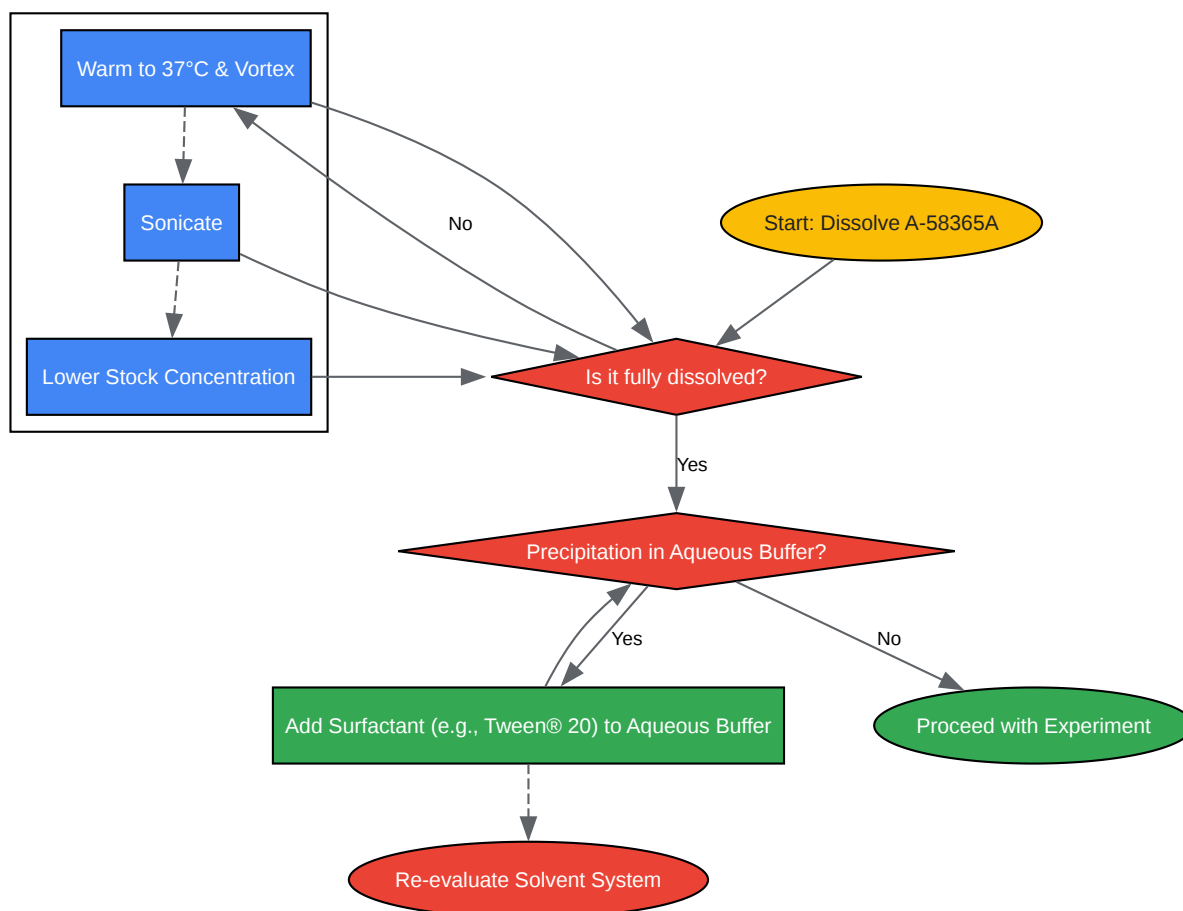 Warm to 37°C & Vortex
Sonicate
No
Start: Dissolve A-58365A
Lower Stock Concentration
Is it fully dissolved?
Yes
Precipitation in Aqueous Buffer?
Yes
No
Add Surfactant (e.g., Tween® 20) to Aqueous Buffer
Proceed with Experiment
Re-evaluate Solvent System